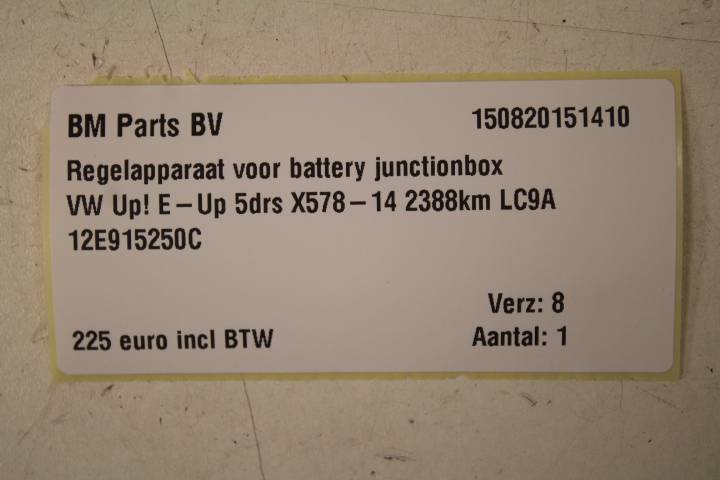 BM Parts BV 150820151410
Regelapparaat voor battery junctionbox
VW Up! E-Up 5drs X578-14 2388km LC9A
12E915250C
Verz: 8
225 euro incl BTW Aantal: 1